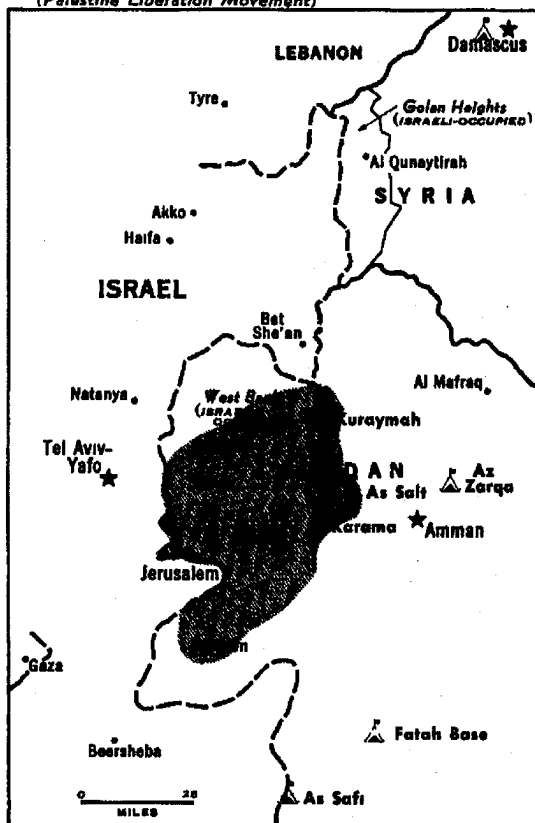 (Palestine Liberation Movement)
LEBANON
Damascus
Tyre
Golan Heights
(ISRAELI-OCCUPIED)
Al Qunaytirah
SYRIA
Akko
Haifa
ISRAEL
Bet
She'an
Al Mafraq
Natanya
West
Kuraymah
Tel Aviv-
Yafo
DAN
Az
Zarqa
As Salt
Karama
Amman
Jerusalem
Gaza
Beersheba
Fatah Base
0 25
MILES
As Safi